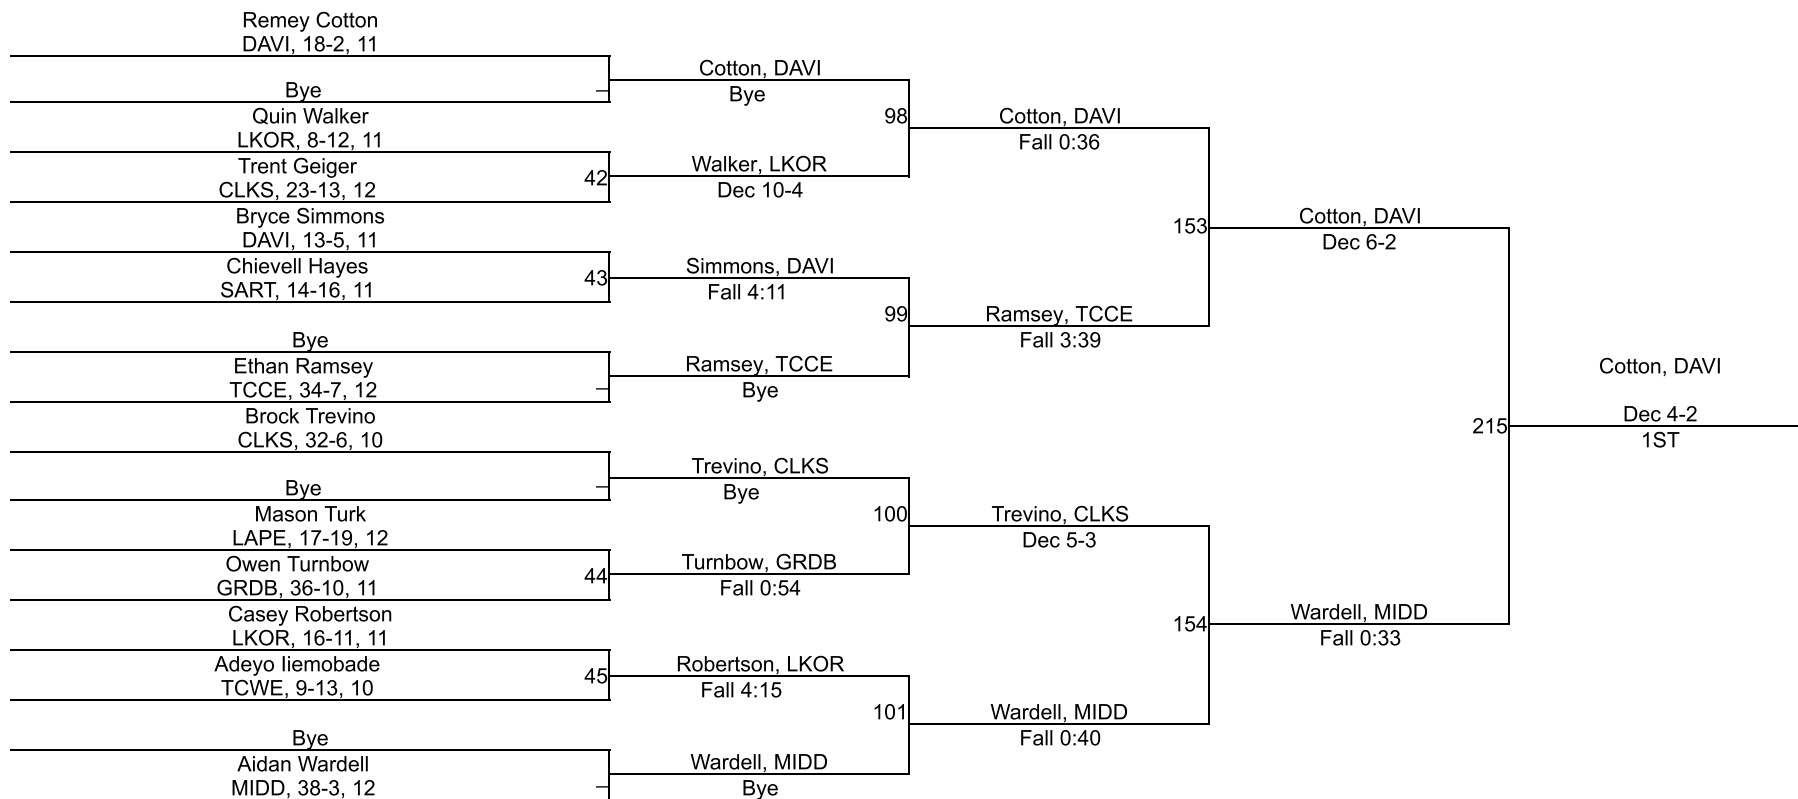 Remey Cotton
DAVI, 18-2, 11
Bye
Quin Walker
LKOR, 8-12, 11
Trent Geiger
CLKS, 23-13, 12
Bryce Simmons
DAVI, 13-5, 11
Chievell Hayes
SART, 14-16, 11
Bye
Ethan Ramsey
TCCE, 34-7, 12
Brock Trevino
CLKS, 32-6, 10
Bye
Mason Turk
LAPE, 17-19, 12
Owen Turnbow
GRDB, 36-10, 11
Casey Robertson
LKOR, 16-11, 11
Adeyo Iiemobade
TCWE, 9-13, 10
Bye
Aidan Wardell
MIDD, 38-3, 12
42
43
44
45
Cotton, DAVI
Bye
Walker, LKOR
Dec 10-4
Simmons, DAVI
Fall 4:11
Ramsey, TCCE
Bye
Trevino, CLKS
Bye
Turnbow, GRDB
Fall 0:54
Robertson, LKOR
Fall 4:15
Wardell, MIDD
Bye
98
99
100
101
Cotton, DAVI
Fall 0:36
Ramsey, TCCE
Fall 3:39
Trevino, CLKS
Dec 5-3
Wardell, MIDD
Fall 0:40
153
154
Cotton, DAVI
Dec 6-2
Wardell, MIDD
Fall 0:33
215
Cotton, DAVI
Dec 4-2
1ST